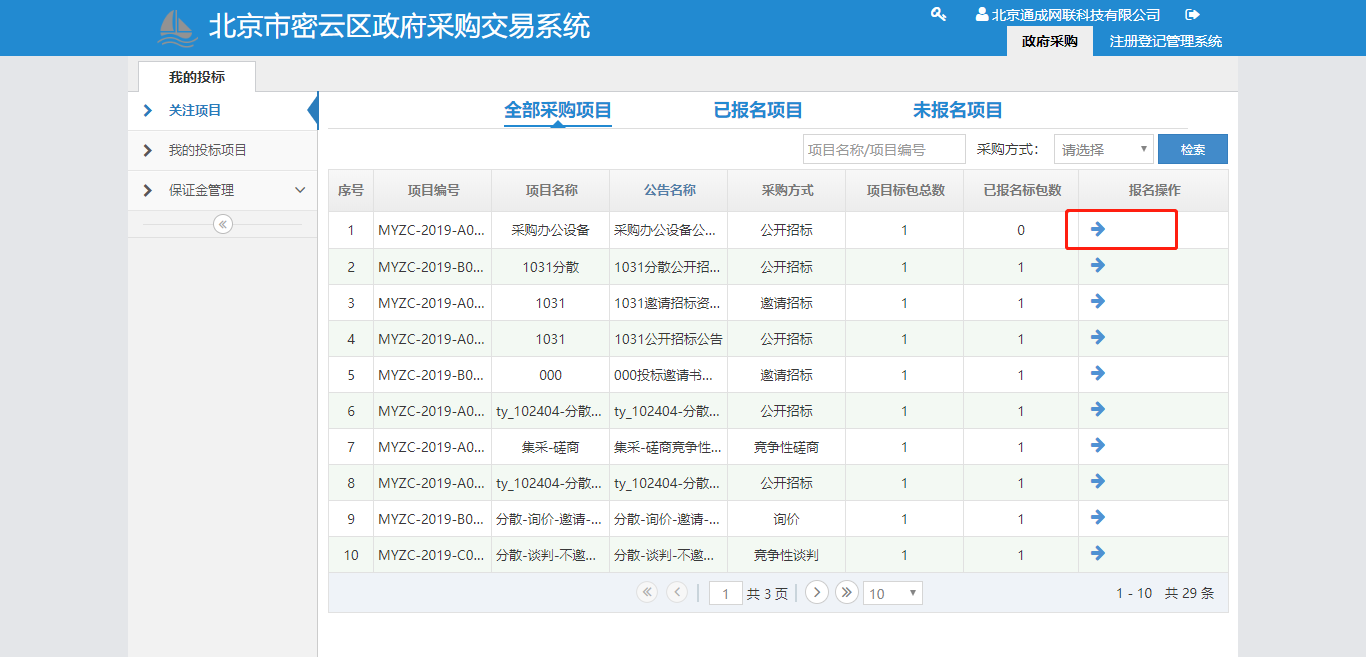 北京市密云区政府采购交易系统
北京通成网联科技有限公司
政府采购 注册登记管理系统
我的投标
关注项目
我的投标项目
保证金管理
全部采购项目 已报名项目 未报名项目
项目名称/项目编号 采购方式: 请选择 检索
序号 项目编号 项目名称 公告名称 采购方式 项目标包总数 已报名标包数 报名操作
1 MYZC-2019-A0... 采购办公设备 采购办公设备公... 公开招标 1 0
2 MYZC-2019-B0... 1031分散 1031分散公开招... 公开招标 1 1
3 MYZC-2019-A0... 1031 1031邀请招标资... 邀请招标 1 1
4 MYZC-2019-A0... 1031 1031公开招标公告 公开招标 1 1
5 MYZC-2019-B0... 000 000投标邀请书... 邀请招标 1 1
6 MYZC-2019-A0... ty_102404-分散... ty_102404-分散... 公开招标 1 1
7 MYZC-2019-A0... 集采-磋商 集采-磋商竞争性... 竞争性磋商 1 1
8 MYZC-2019-A0... ty_102404-分散... ty_102404-分散... 公开招标 1 1
9 MYZC-2019-B0... 分散-询价-邀请-... 分散-询价-邀请-... 询价 1 1
10 MYZC-2019-C0... 分散-谈判-不邀... 分散-谈判-不邀... 竞争性谈判 1 1
1 共 3 页 10 1 - 10 共 29 条